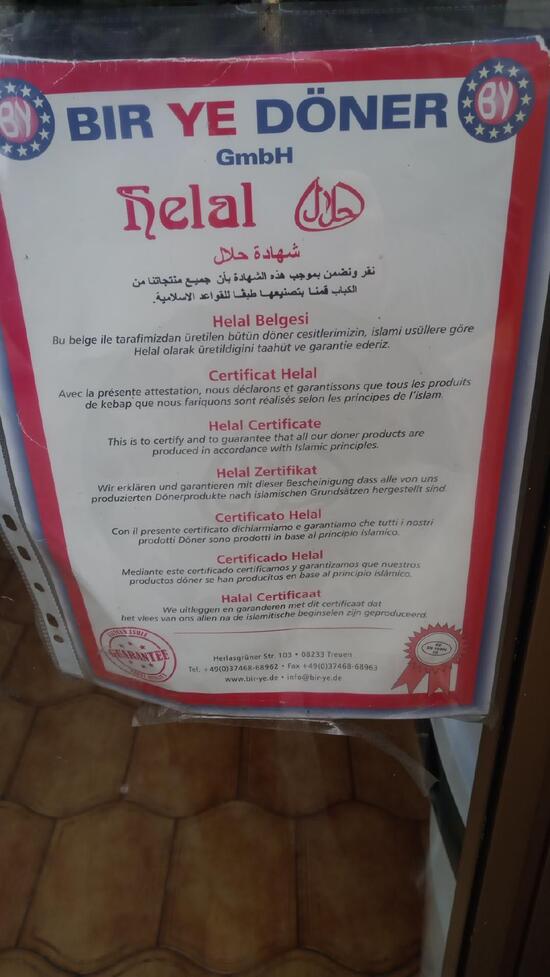 BY
BIR YE DÖNER
BY
GmbH
Helal
حلال
شهادة حلال
نقر ونضمن بموجب هذه الشهادة بأن جميع منتجاتنا من
الكباب قمنا بتصنيعها طبقا للقواعد الاسلامية.
Helal Belgesi
Bu belge ile tarafimizdan üretilen bütün döner cesitlerimizin, islami usüllere göre
Helal olarak üretildigini taahüt ve garantie ederiz.
Certificat Helal
Avec la présente attestation, nous déclarons et garantissons que tous les produits
de kebap que nous fariquons sont réalisés selon les principes de l'islam.
Helal Certificate
This is to certify and to guarantee that all our doner products are
produced in accordance with Islamic principles.
Helal Zertifikat
Wir erklären und garantieren mit dieser Bescheinigung dass alle von uns
produzierten Dönerprodukte nach islamischen Grundsätzen hergestellt sind
Certificato Helal
Con il presente certificato dichiarmiamo e garantiamo che tutti i nostri
prodotti Döner sono prodotti in base al principio islamico.
Certificado Helal
Mediante este certificado certificamos y garantizamos que nuestros
productos döner se han producitos en base al principio islâmico.
Halal Certificaat
We uitleggen en garanderen met dit certificaat dat
het vlees van ons allen na de islamitische beginselen zijn geproduceerd.
GUARANTEE
Herlasgrüner Str. 103 • 08233 Treuen
Tel. +49(0)37468-68962 • Fax +49(0)37468-68963
www.bir-ye.de • info@bir-ye.de